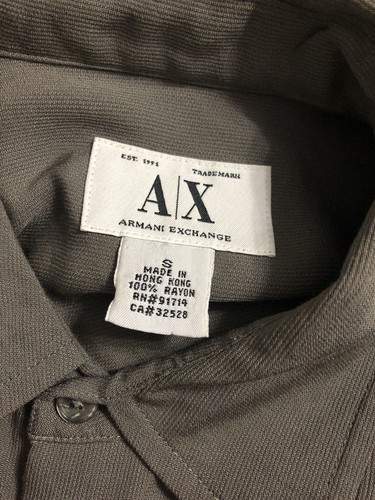 EST. 1991 TRADEMARK
A|X
ARMANI EXCHANGE
S
MADE IN
HONG KONG
100% RAYON
RN#91714
CA#32528